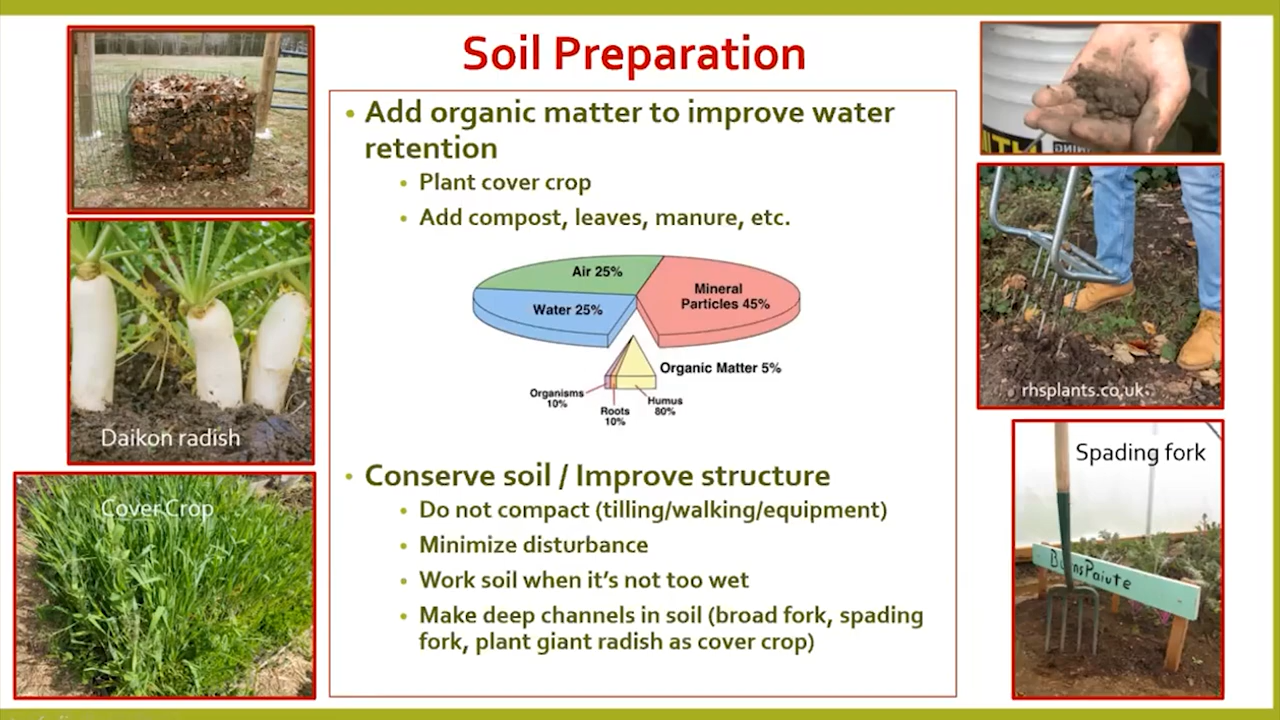 Soil Preparation
• Add organic matter to improve water
retention
• Plant cover crop
• Add compost, leaves, manure, etc.
Air 25%
Mineral
Particles 45%
Water 25%
Organic Matter 5%
Organisms
10%
Roots
10%
Humus
80%
• Conserve soil / Improve structure
• Do not compact (tilling/walking/equipment)
• Minimize disturbance
• Work soil when it's not too wet
• Make deep channels in soil (broad fork, spading
fork, plant giant radish as cover crop)
Daikon radish
Cover Crop
rhsplants.co.uk
Spading fork